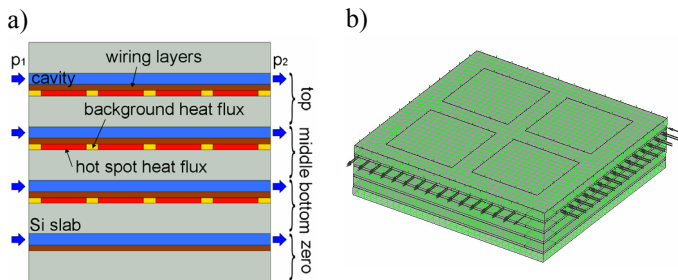 a)
b)
p1
wiring layers
p2
cavity
top
background heat flux
middle
hot spot heat flux
bottom
Si slab
zero